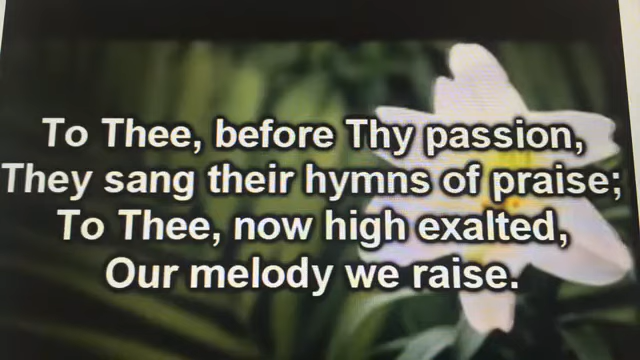 To Thee, before Thy passion,
They sang their hymns of praise;
To Thee, now high exalted,
Our melody we raise.